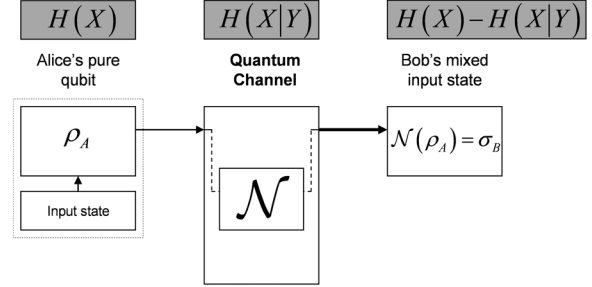 H(X)
H(X|Y)
H(X)−H(X|Y)
Alice's pure
qubit
Quantum
Channel
Bob's mixed
input state
ρ_A
Input state
𝒩
𝒩(ρ_A)=σ_B